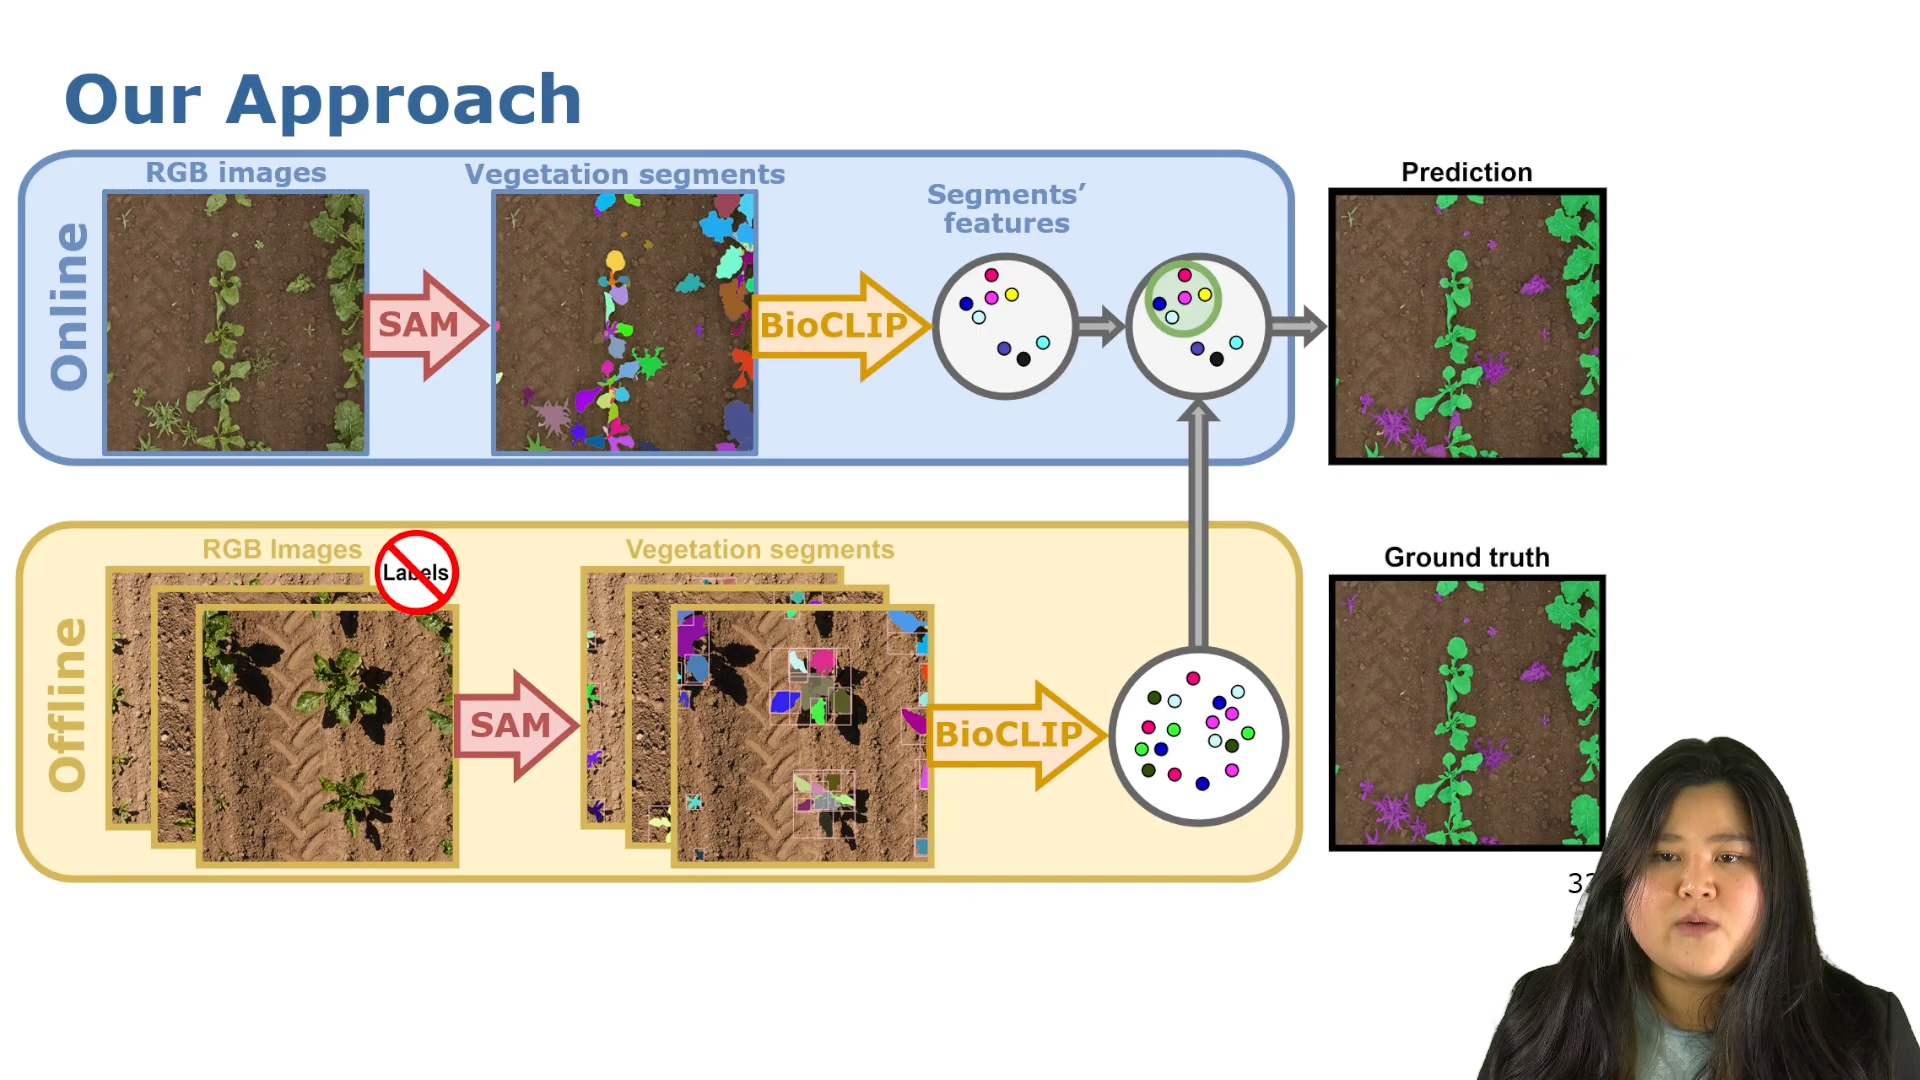 Our Approach
RGB images
Vegetation segments
Segments’
features
Prediction
Online
SAM
BioCLIP
RGB Images
Labels
Vegetation segments
Ground truth
Offline
SAM
BioCLIP